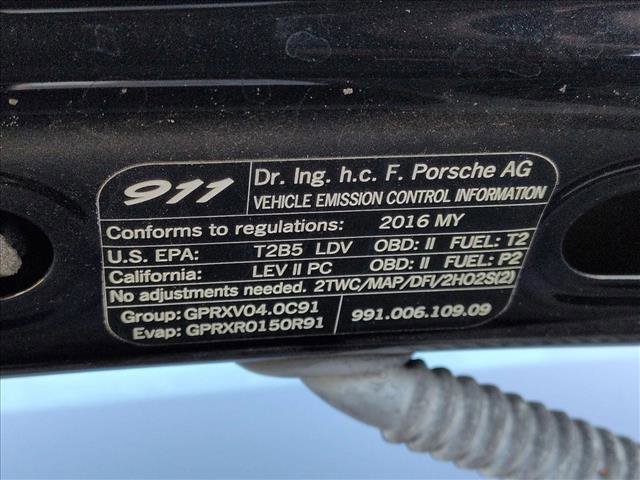 911
Dr. Ing. h.c. F. Porsche AG
VEHICLE EMISSION CONTROL INFORMATION
Conforms to regulations: 2016 MY
U.S. EPA: T2B5 LDV OBD: II FUEL: T2
California: LEV II PC OBD: II FUEL: P2
No adjustments needed. 2TWC/MAP/DFI/2HO2S(2)
Group: GPRXV04.0C91
Evap: GPRXR0150R91
991.006.109.09